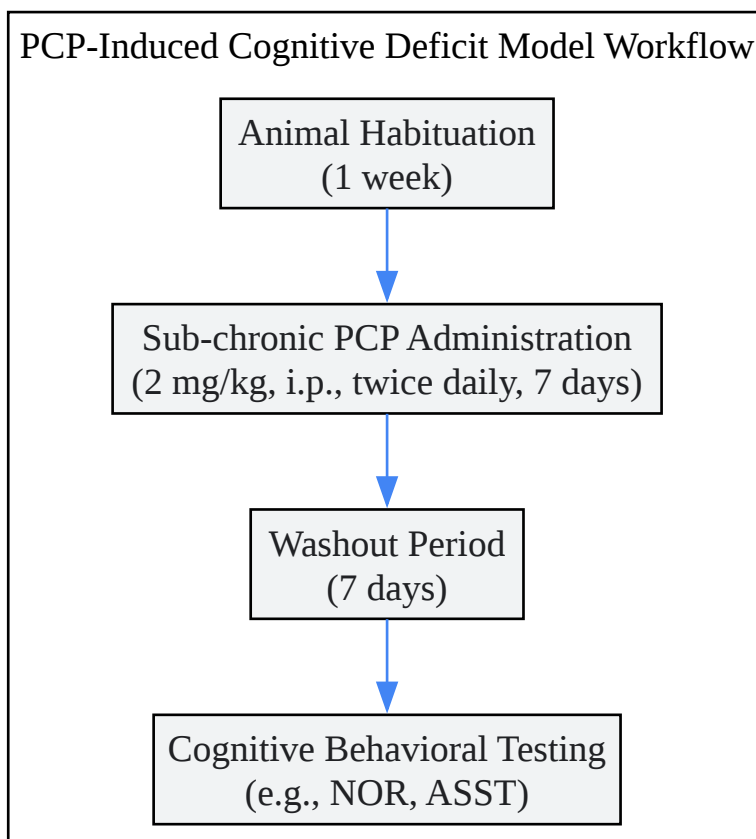 PCP-Induced Cognitive Deficit Model Workflow
Animal Habituation
(1 week)
Sub-chronic PCP Administration
(2 mg/kg, i.p., twice daily, 7 days)
Washout Period
(7 days)
Cognitive Behavioral Testing
(e.g., NOR, ASST)